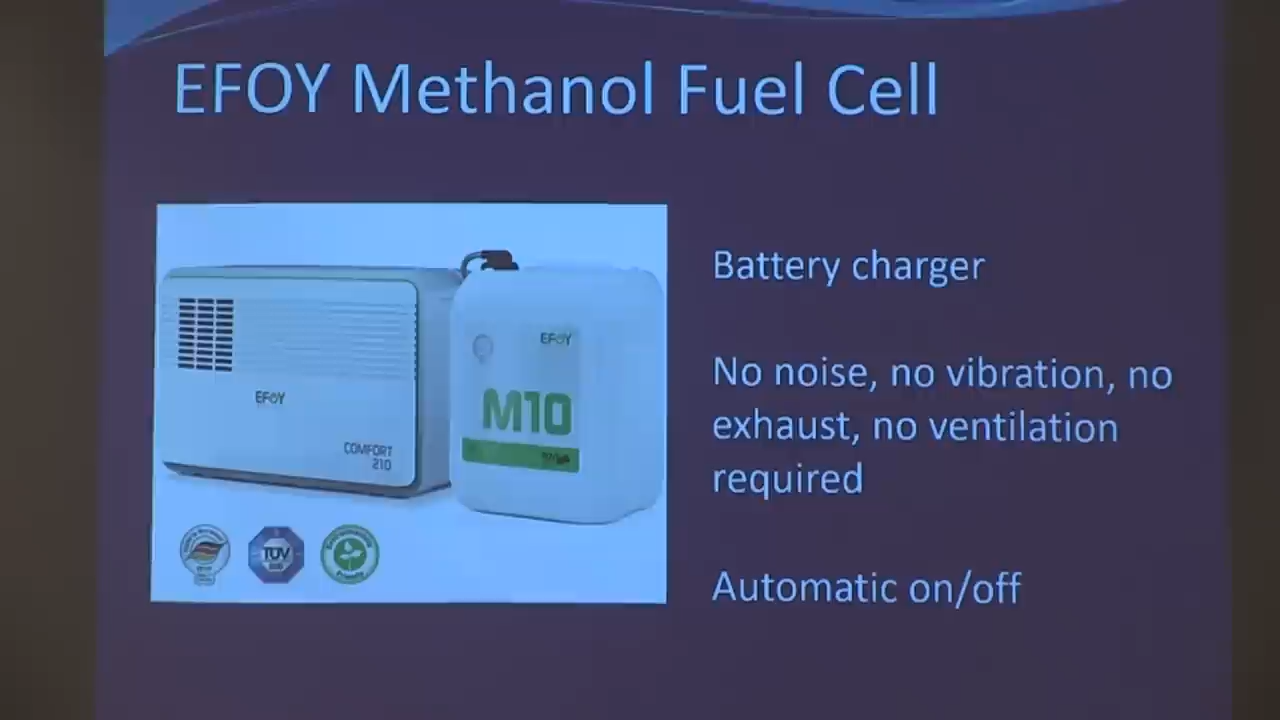 EFOY Methanol Fuel Cell
Battery charger
No noise, no vibration, no
exhaust, no ventilation
required
Automatic on/off
EFOY
COMFORT
210
EFOY
M10
TÜV